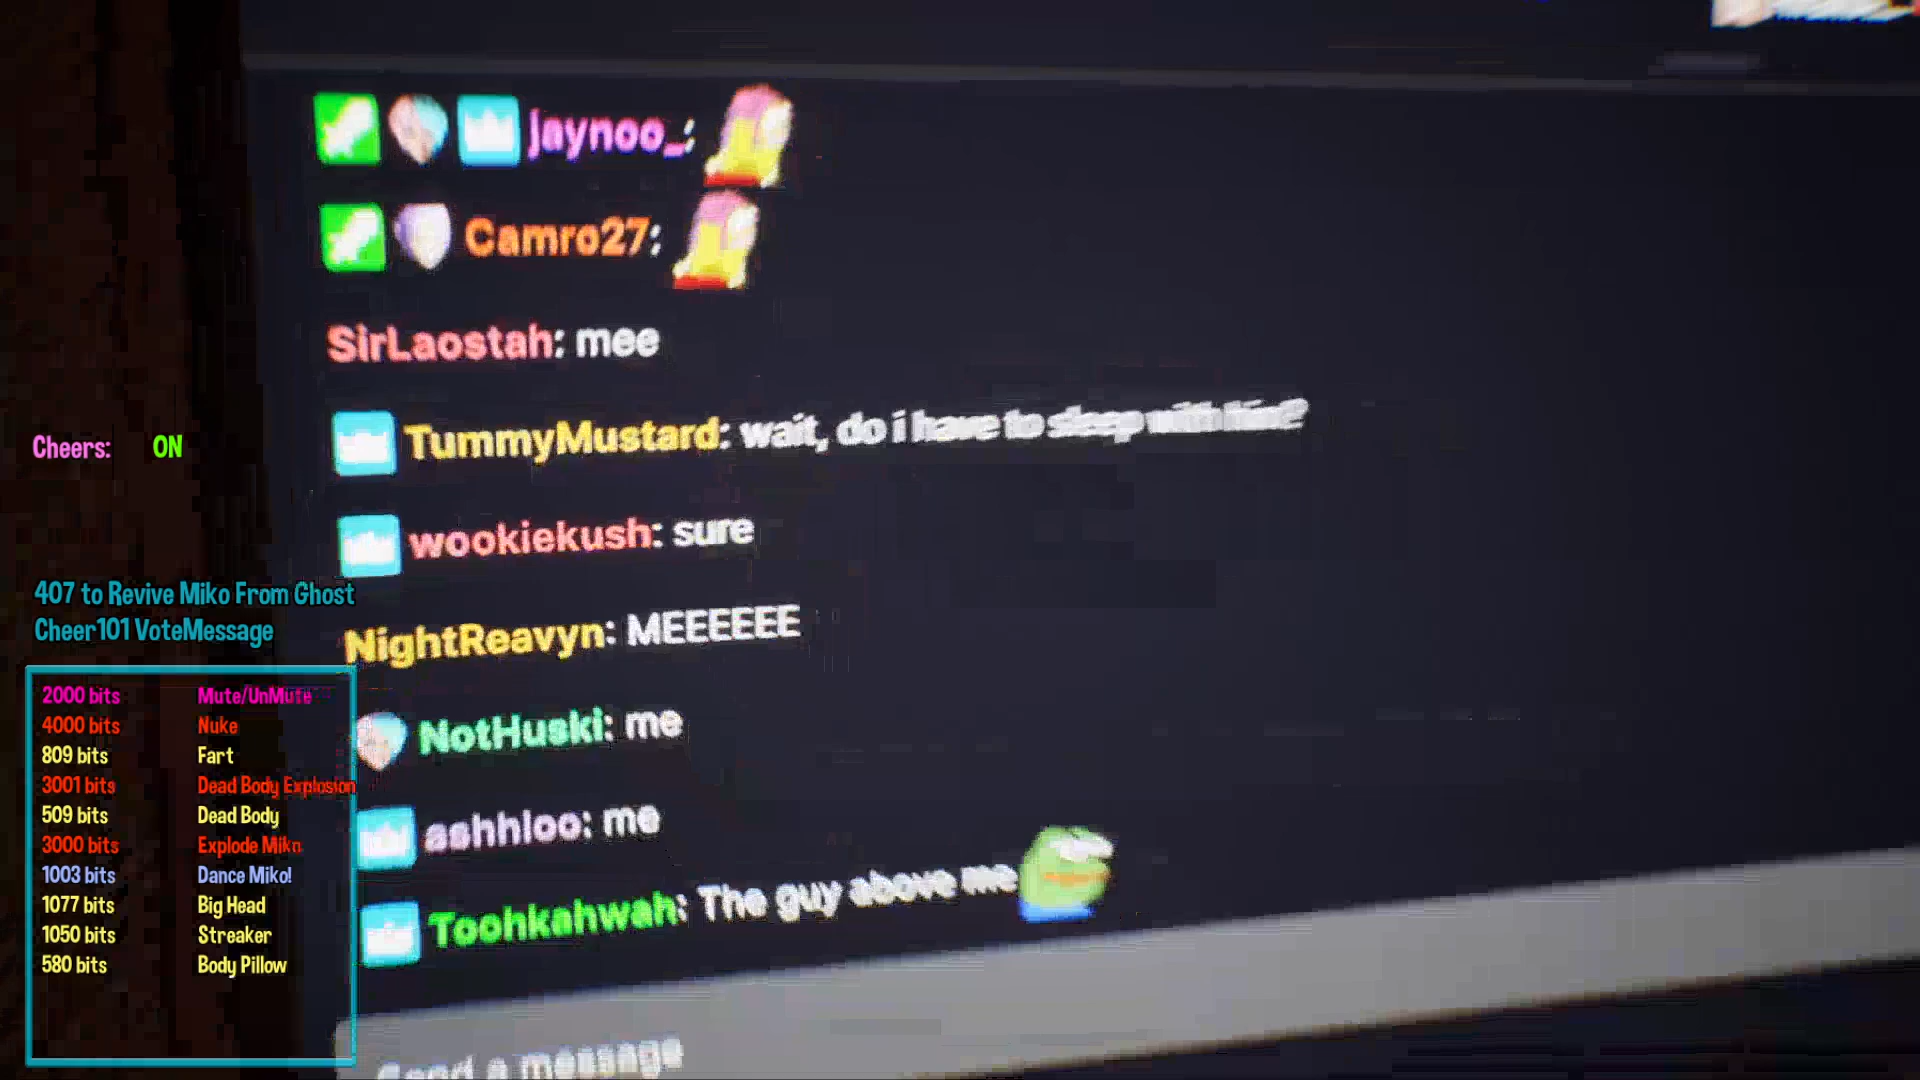 jaynoo_:
Camro27:
SirLaostah: mee
TummyMustard: wait, do i have to sleep with him?
wookiekush: sure
NightReavyn: MEEEEEE
NotHuski: me
ashhloo: me
Toohkahwah: The guy above me
Send a message
Cheers: ON
407 to Revive Miko From Ghost
Cheer101 VoteMessage
2000 bits Mute/UnMute
4000 bits Nuke
809 bits Fart
3001 bits Dead Body Explosion
509 bits Dead Body
3000 bits Explode Miko
1003 bits Dance Miko!
1077 bits Big Head
1050 bits Streaker
580 bits Body Pillow